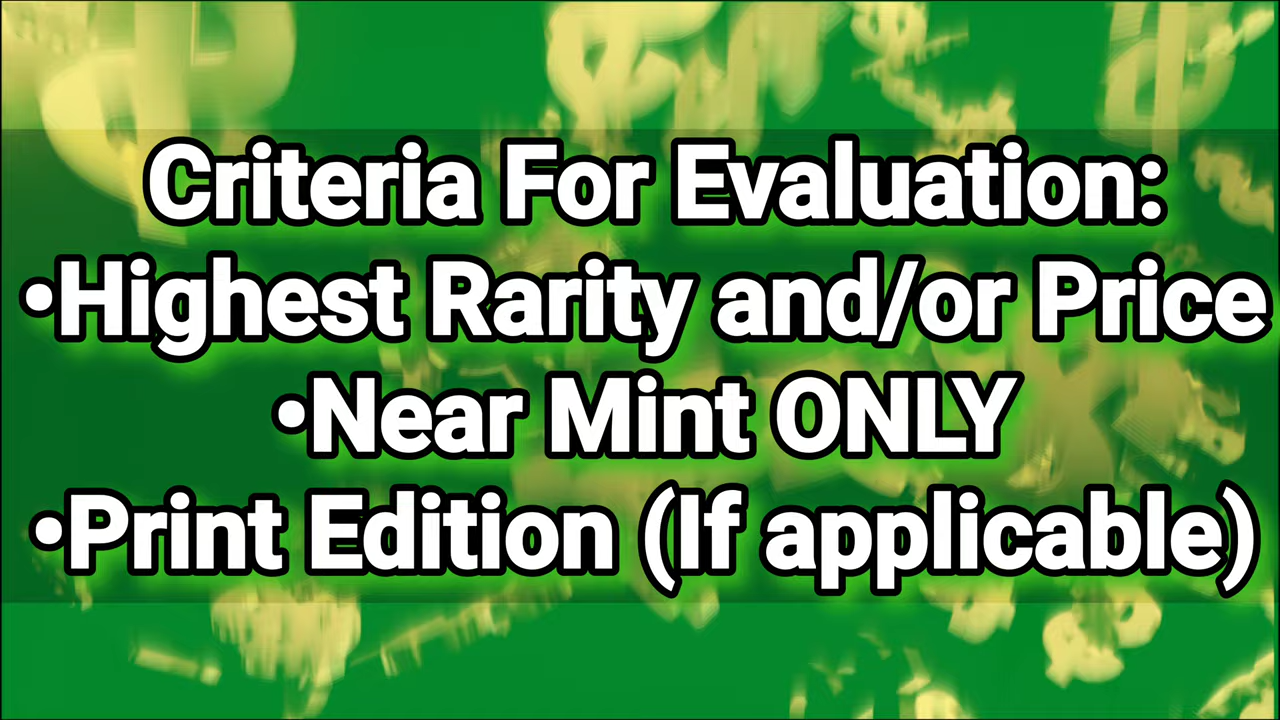 Criteria For Evaluation:
•Highest Rarity and/or Price
•Near Mint ONLY
•Print Edition (If applicable)